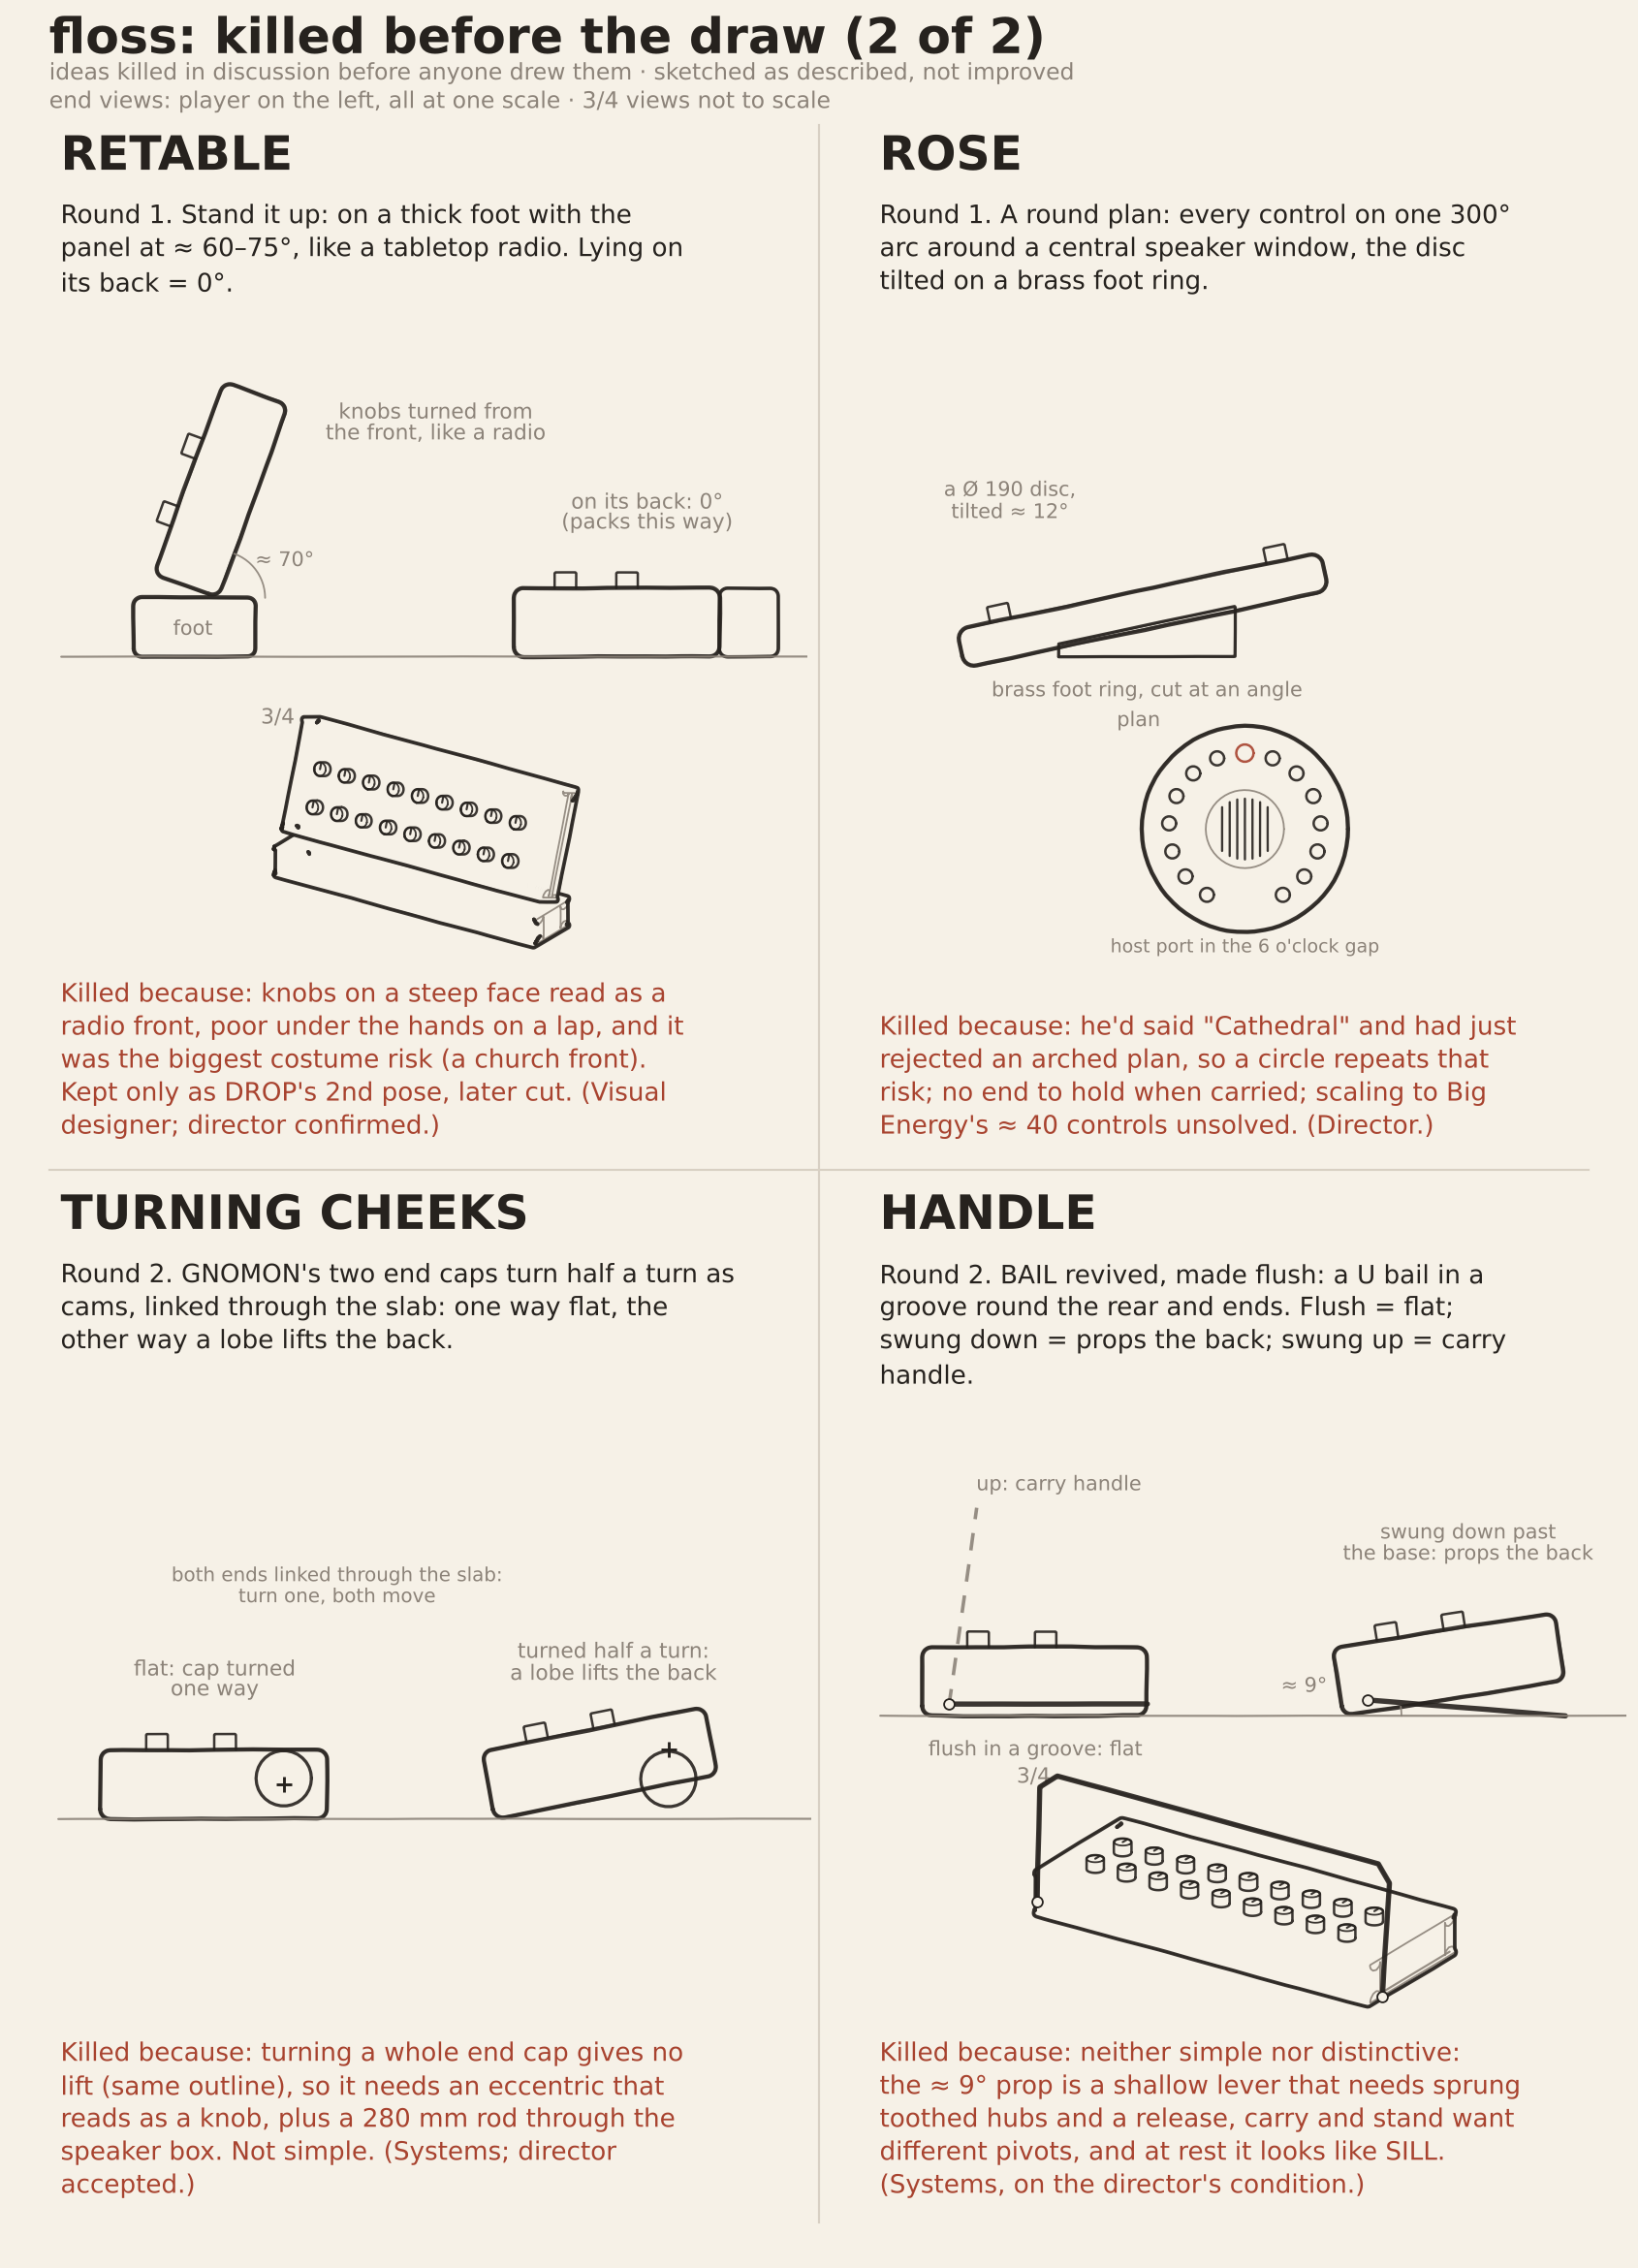 floss: killed before the draw (2 of 2)
ideas killed in discussion before anyone drew them · sketched as described, not improved
end views: player on the left, all at one scale · 3/4 views not to scale
RETABLE
Round 1. Stand it up: on a thick foot with the
panel at ≈ 60–75°, like a tabletop radio. Lying on
its back = 0°.
knobs turned from
the front, like a radio
on its back: 0°
(packs this way)
≈ 70°
foot
3/4
Killed because: knobs on a steep face read as a
radio front, poor under the hands on a lap, and it
was the biggest costume risk (a church front).
Kept only as DROP's 2nd pose, later cut. (Visual
designer; director confirmed.)
ROSE
Round 1. A round plan: every control on one 300°
arc around a central speaker window, the disc
tilted on a brass foot ring.
a Ø 190 disc,
tilted ≈ 12°
brass foot ring, cut at an angle
plan
host port in the 6 o'clock gap
Killed because: he'd said "Cathedral" and had just
rejected an arched plan, so a circle repeats that
risk; no end to hold when carried; scaling to Big
Energy's ≈ 40 controls unsolved. (Director.)
TURNING CHEEKS
Round 2. GNOMON's two end caps turn half a turn as
cams, linked through the slab: one way flat, the
other way a lobe lifts the back.
both ends linked through the slab:
turn one, both move
flat: cap turned
one way
turned half a turn:
a lobe lifts the back
Killed because: turning a whole end cap gives no
lift (same outline), so it needs an eccentric that
reads as a knob, plus a 280 mm rod through the
speaker box. Not simple. (Systems; director
accepted.)
HANDLE
Round 2. BAIL revived, made flush: a U bail in a
groove round the rear and ends. Flush = flat;
swung down = props the back; swung up = carry
handle.
up: carry handle
swung down past
the base: props the back
≈ 9°
flush in a groove: flat
3/4
Killed because: neither simple nor distinctive:
the ≈ 9° prop is a shallow lever that needs sprung
toothed hubs and a release, carry and stand want
different pivots, and at rest it looks like SILL.
(Systems, on the director's condition.)